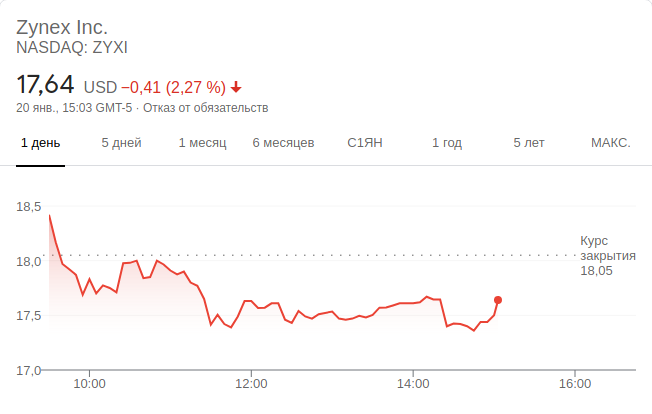 Zynex Inc.
NASDAQ: ZYXI
17,64 USD −0,41 (2,27 %)
20 янв., 15:03 GMT-5 · Отказ от обязательств
1 день 5 дней 1 месяц 6 месяцев С1ЯН 1 год 5 лет МАКС.
18,5
18,0
17,5
17,0
Курс
закрытия
18,05
10:00 12:00 14:00 16:00